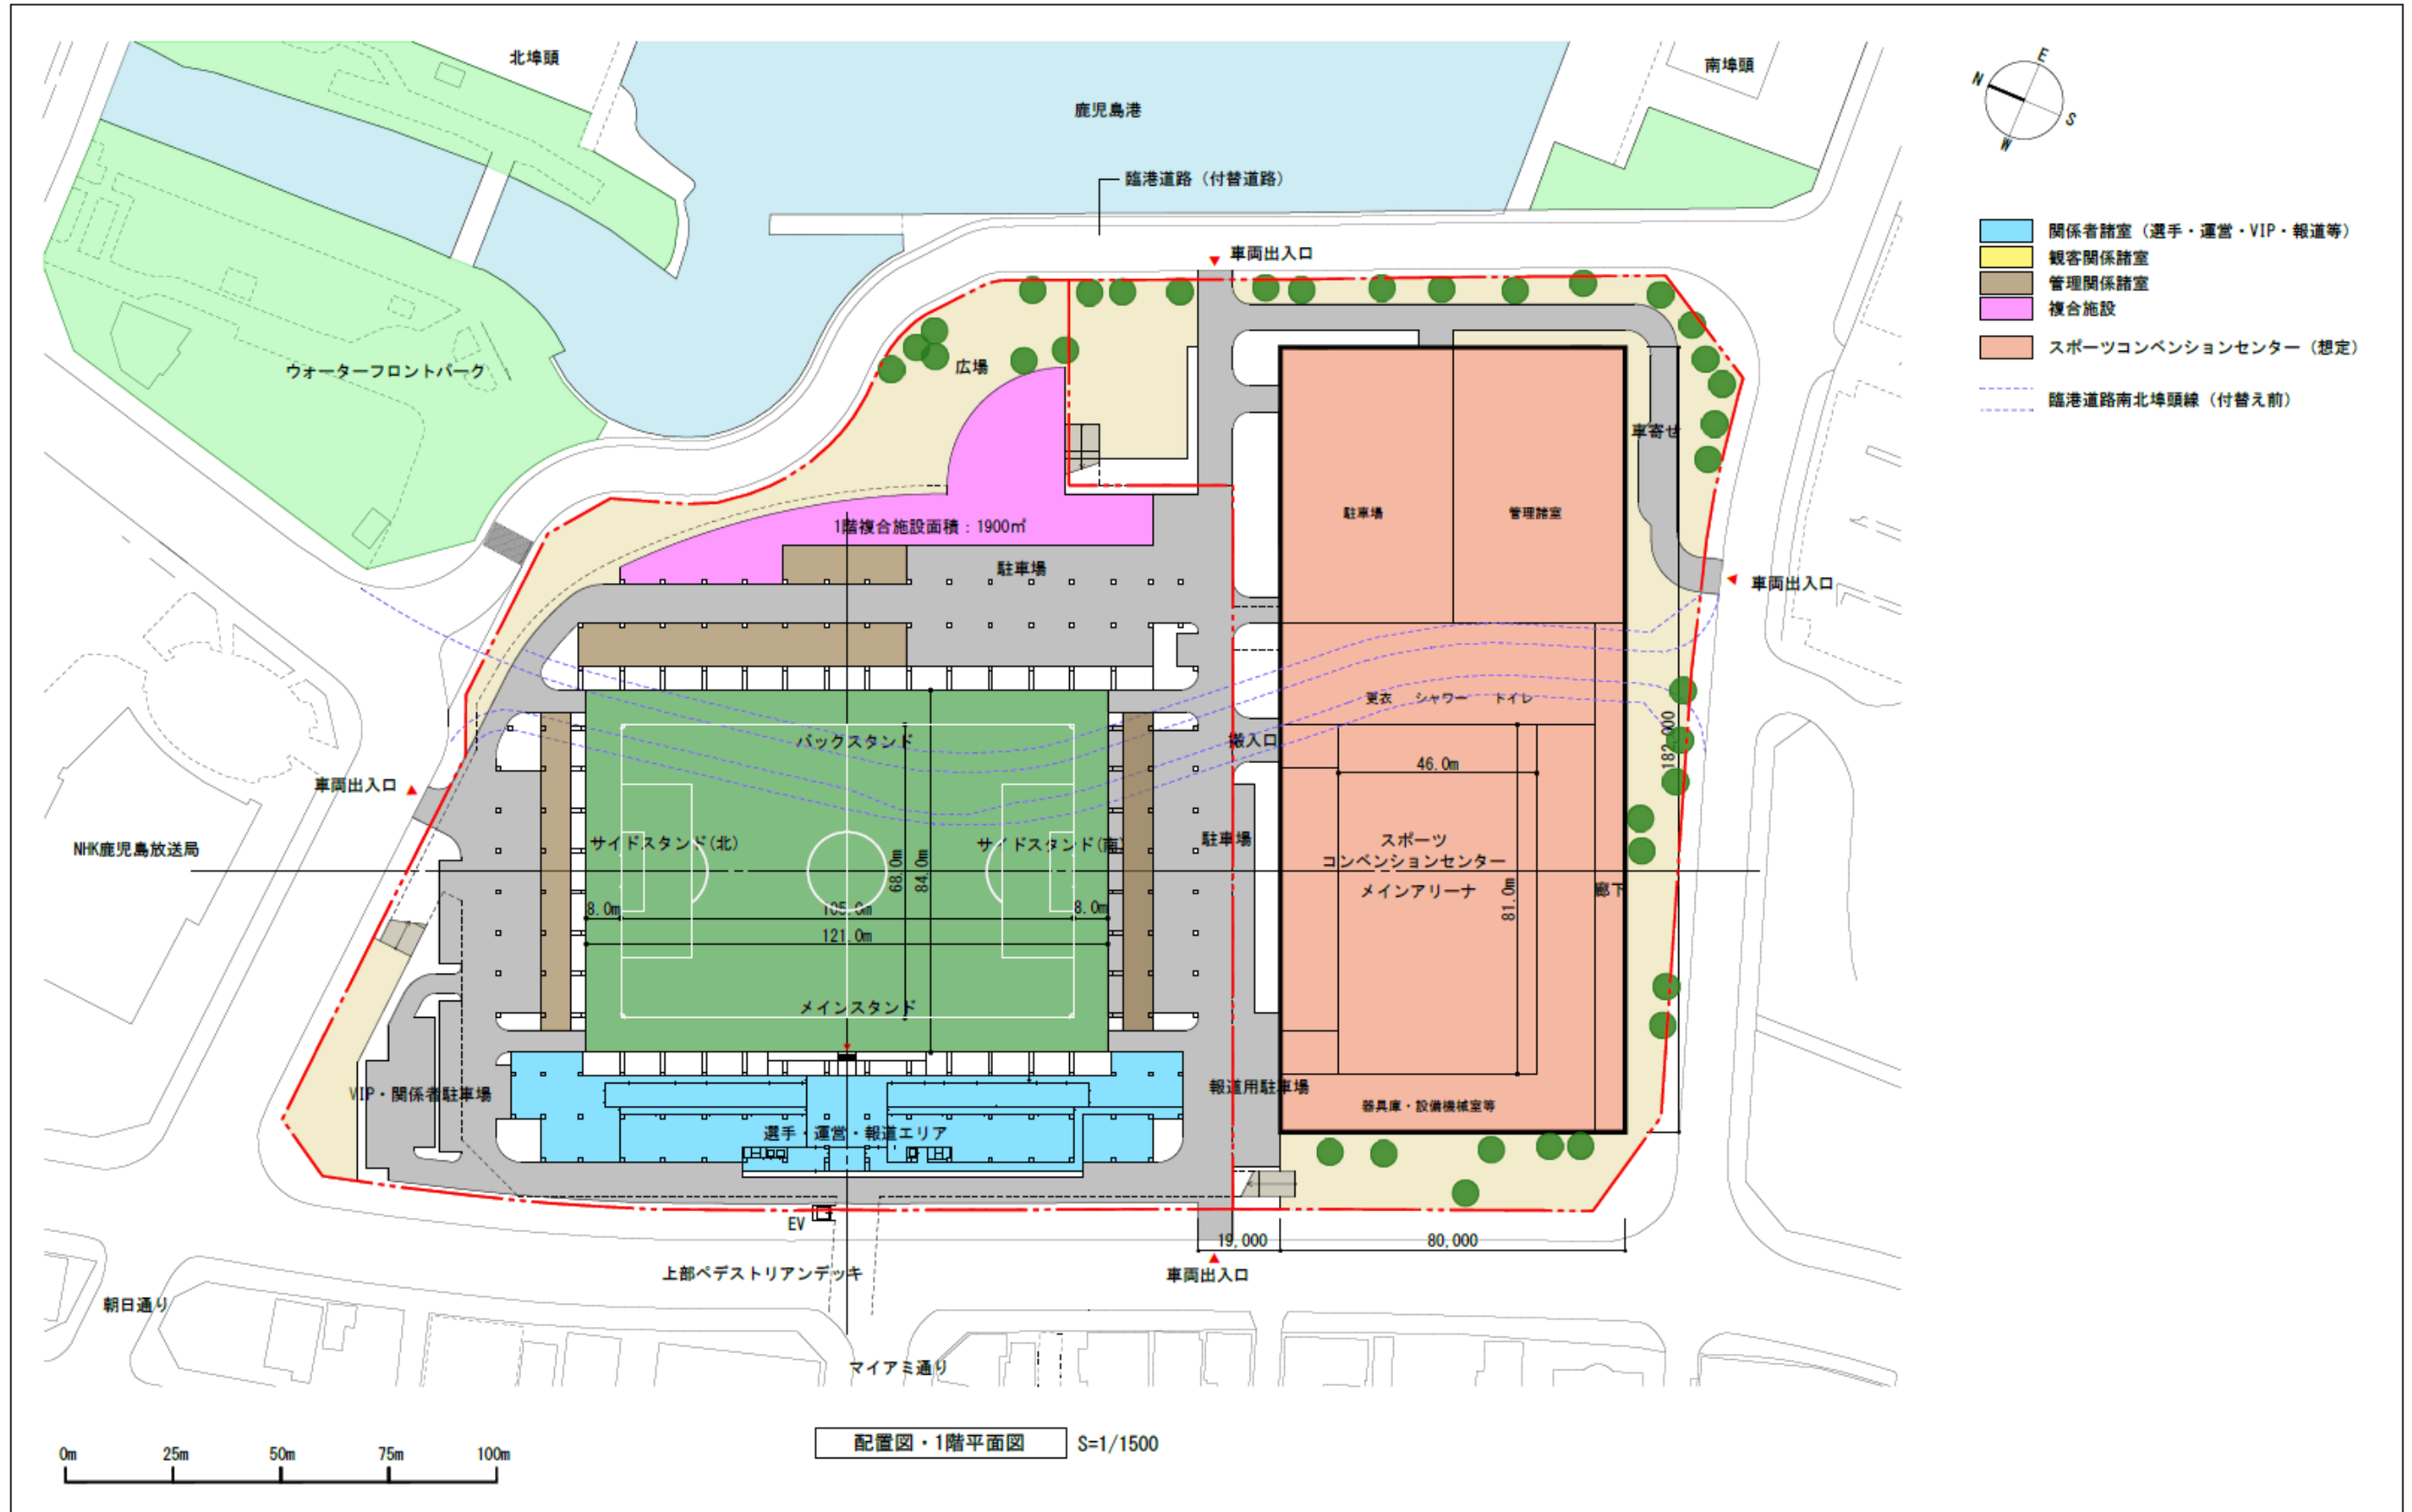 北埠頭
南埠頭
鹿児島港
N
E
S
W
臨港道路（付替道路）
車両出入口
関係者諸室（選手・運営・VIP・報道等）
観客関係諸室
管理関係諸室
複合施設
スポーツコンベンションセンター（想定）
臨港道路南北埠頭線（付替え前）
ウォーターフロントパーク
広場
車寄せ
1階複合施設面積：1900㎡
駐車場
管理諸室
駐車場
車両出入口
更衣 シャワー トイレ
バックスタンド
搬入口
182,000
46.0m
車両出入口
NHK鹿児島放送局
サイドスタンド(北)
サイドスタンド(南)
68.0m
84.0m
駐車場
スポーツ
コンベンションセンター
メインアリーナ
81.0m
廊下
8.0m
105.0m
8.0m
121.0m
メインスタンド
VIP・関係者駐車場
報道用駐車場
器具庫・設備機械室等
選手・運営・報道エリア
EV
19,000
80,000
上部ペデストリアンデッキ
車両出入口
朝日通り
マイアミ通り
配置図・1階平面図
S=1/1500
0m
25m
50m
75m
100m